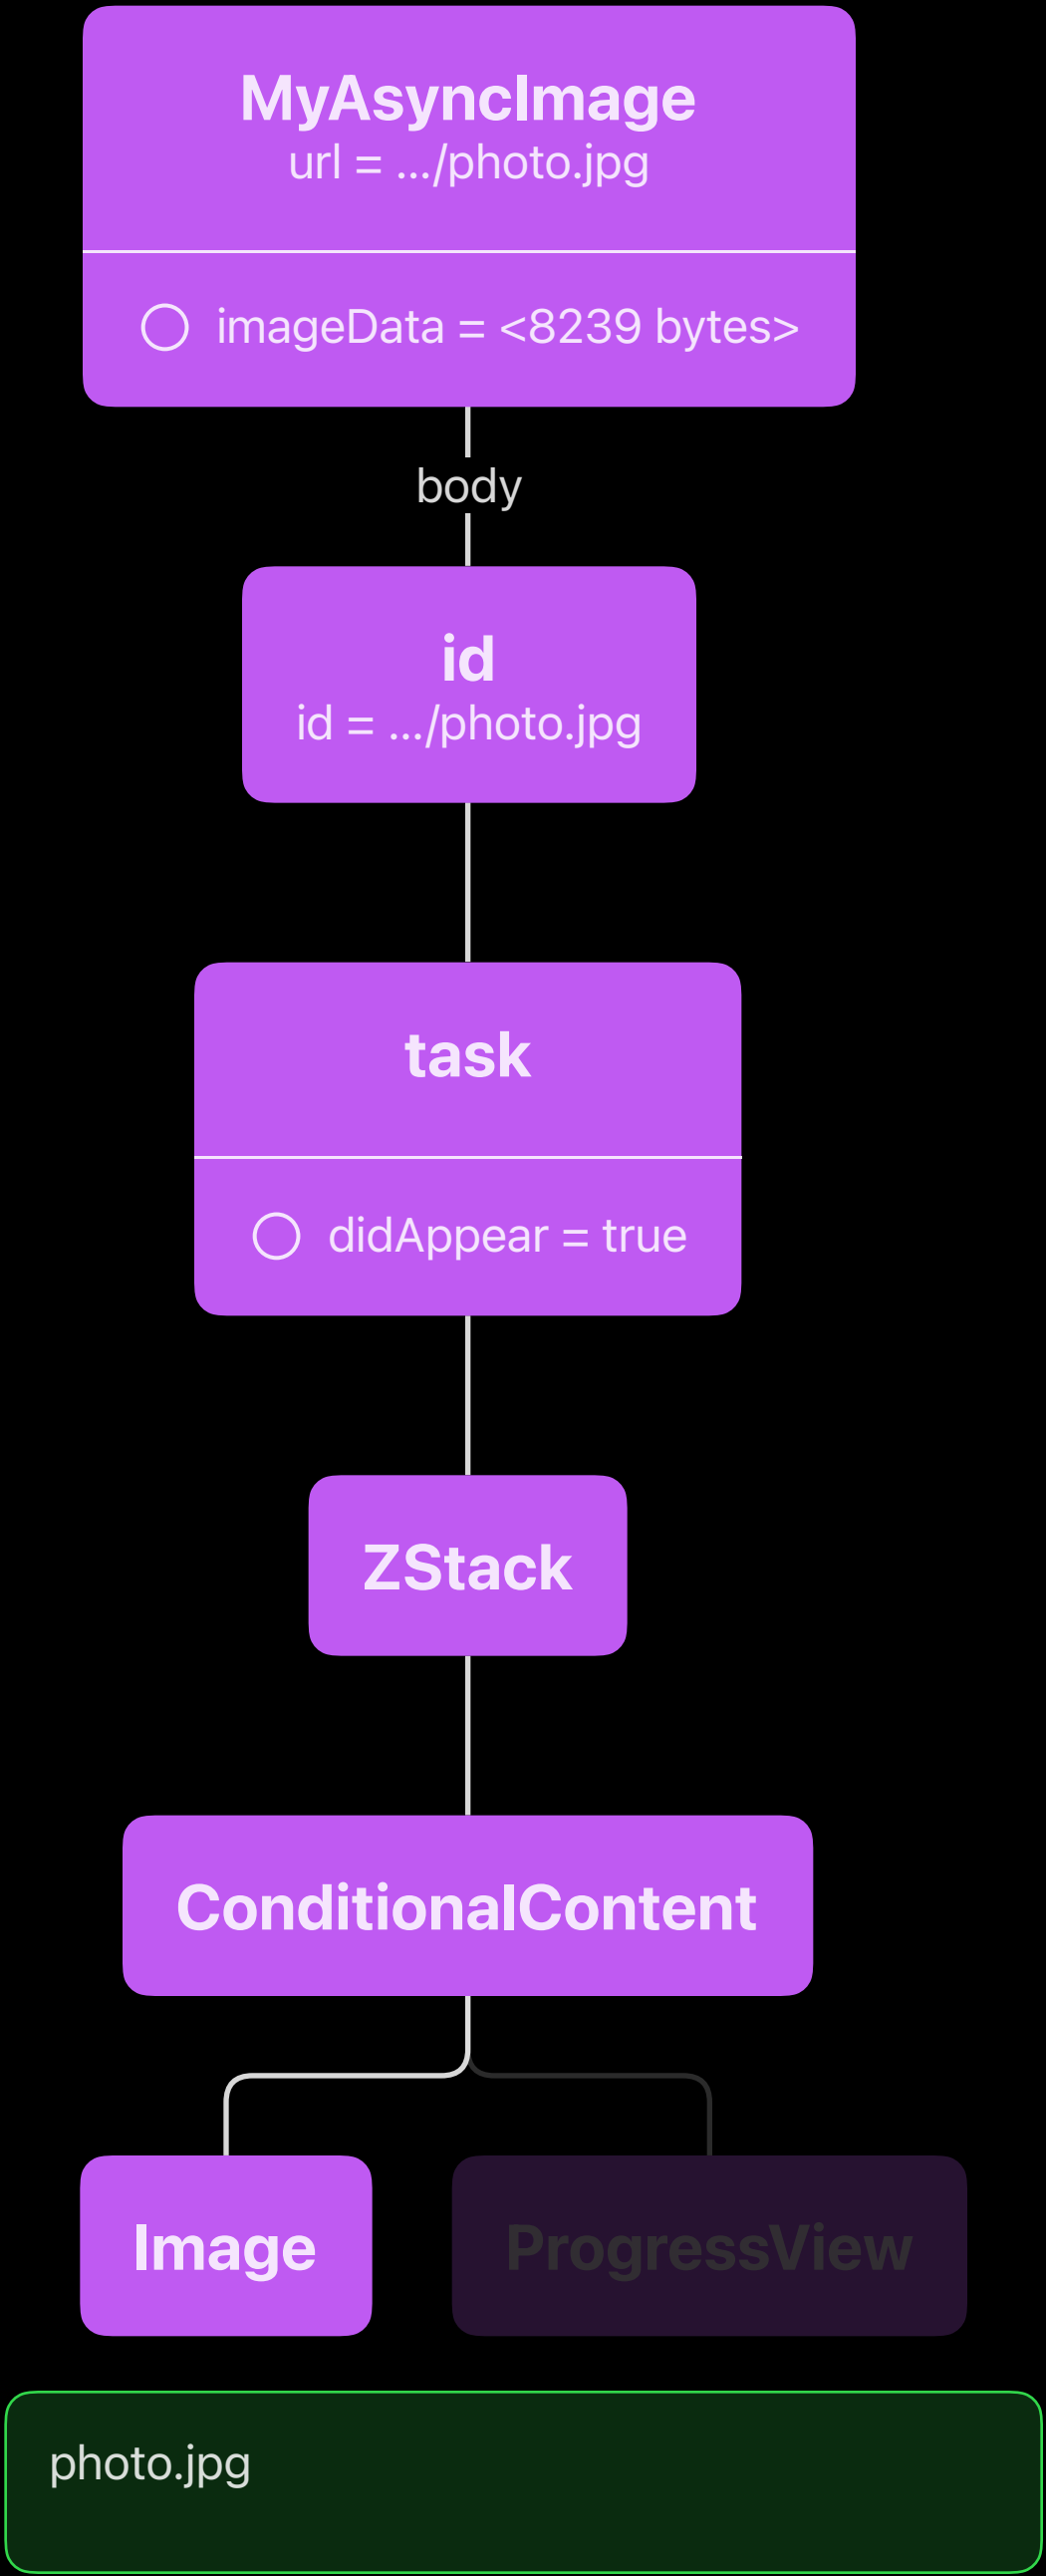 MyAsyncImage
url = .../photo.jpg
imageData = <8239 bytes>
body
id
id = .../photo.jpg
task
didAppear = true
ZStack
ConditionalContent
Image
ProgressView
photo.jpg